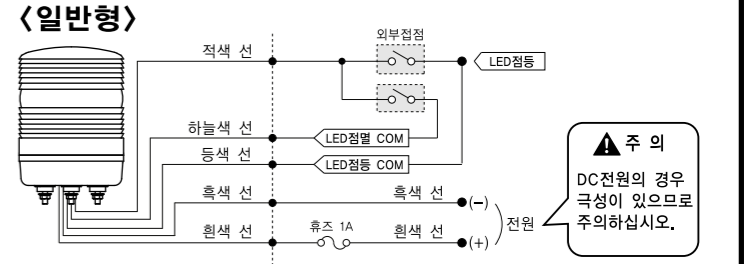 〈일반형〉
외부접점
적색 선
LED점등
하늘색 선
LED점멸 COM
등색 선
LED점등 COM
흑색 선 흑색 선 (−)
전원
흰색 선 휴즈 1A 흰색 선 (+)
주 의
DC전원의 경우
극성이 있으므로
주의하십시오.